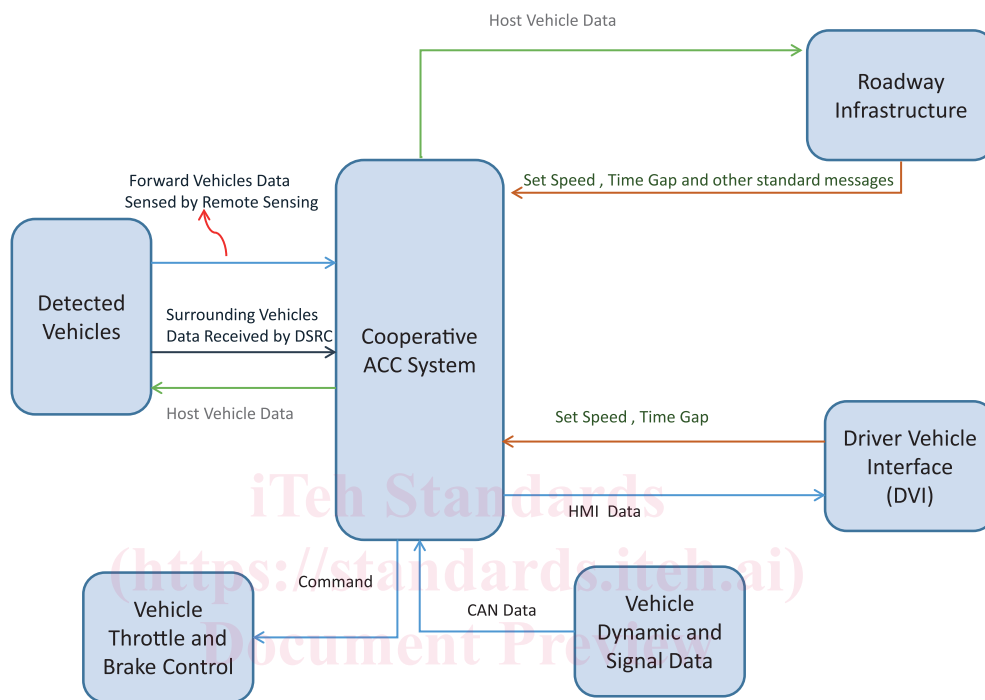 Host Vehicle Data
Roadway
Infrastructure
Set Speed , Time Gap and other standard messages
Forward Vehicles Data
Sensed by Remote Sensing
Detected
Vehicles
Surrounding Vehicles
Data Received by DSRC
Cooperative
ACC System
Host Vehicle Data
Set Speed , Time Gap
Driver Vehicle
Interface
(DVI)
HMI Data
iTeh Standards
(https://standards.iteh.ai)
Document Preview
Command
CAN Data
Vehicle
Throttle and
Brake Control
Vehicle
Dynamic and
Signal Data